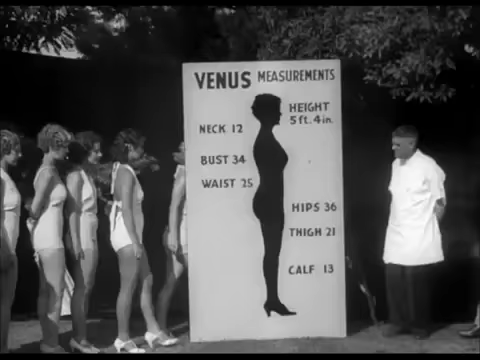 VENUS MEASUREMENTS
HEIGHT
5 ft. 4 in.
NECK 12
BUST 34
WAIST 25
HIPS 36
THIGH 21
CALF 13